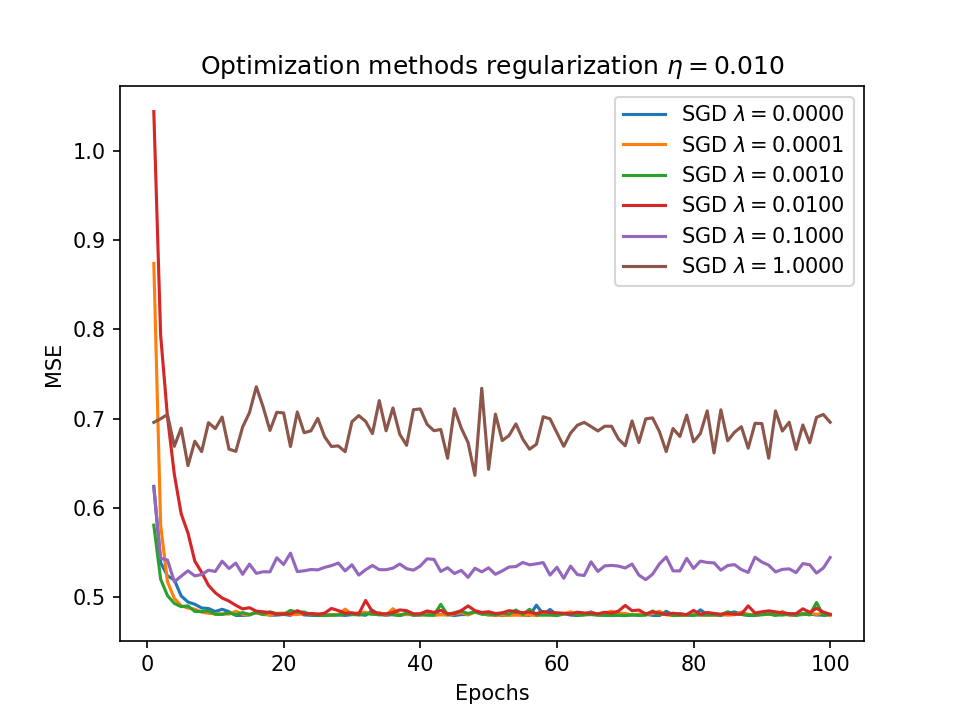 Optimization methods regularization η = 0.010
SGD λ = 0.0000
SGD λ = 0.0001
SGD λ = 0.0010
SGD λ = 0.0100
SGD λ = 0.1000
SGD λ = 1.0000
MSE
1.0
0.9
0.8
0.7
0.6
0.5
0 20 40 60 80 100
Epochs